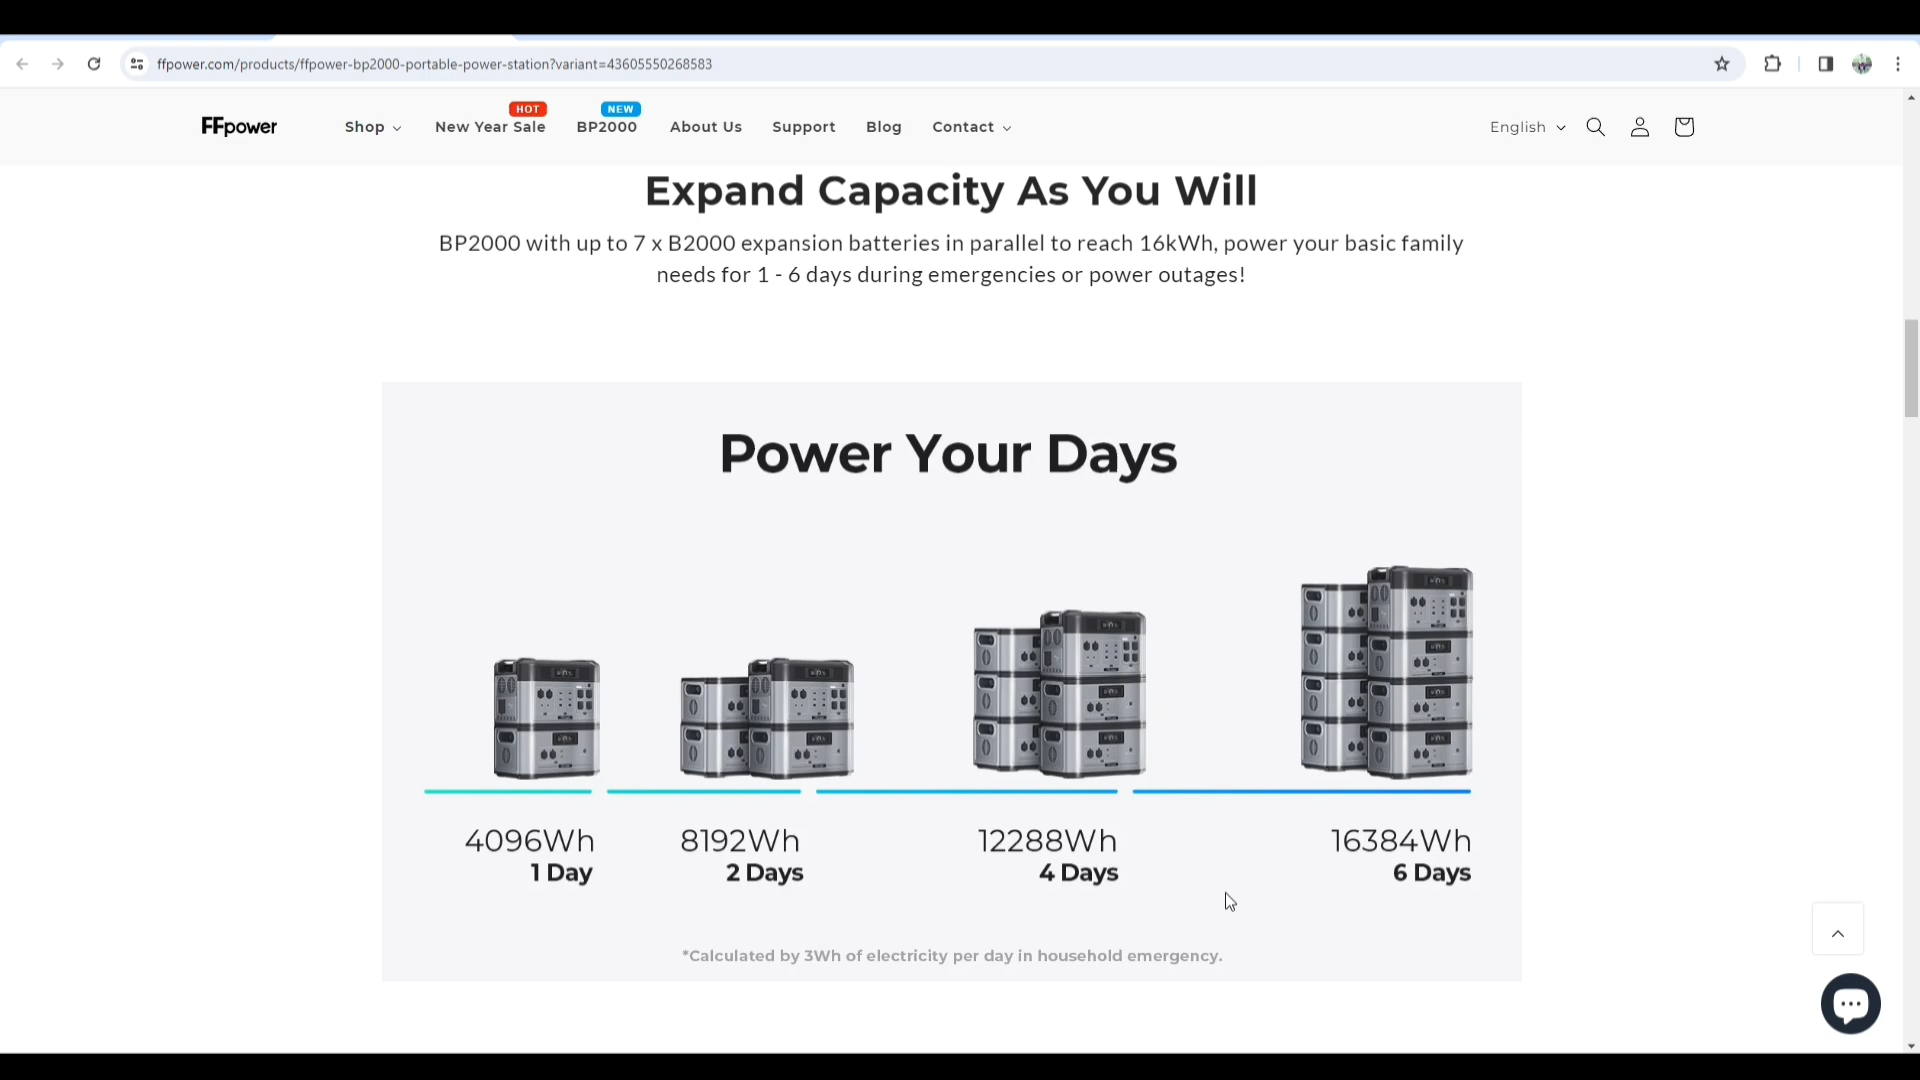 ffpower.com/products/ffpower-bp2000-portable-power-station?variant=43605550268583
HOT
NEW
FFpower
Shop
New Year Sale
BP2000
About Us
Support
Blog
Contact
English
Expand Capacity As You Will
BP2000 with up to 7 x B2000 expansion batteries in parallel to reach 16kWh, power your basic family
needs for 1 - 6 days during emergencies or power outages!
Power Your Days
4096Wh
1 Day
8192Wh
2 Days
12288Wh
4 Days
16384Wh
6 Days
*Calculated by 3Wh of electricity per day in household emergency.